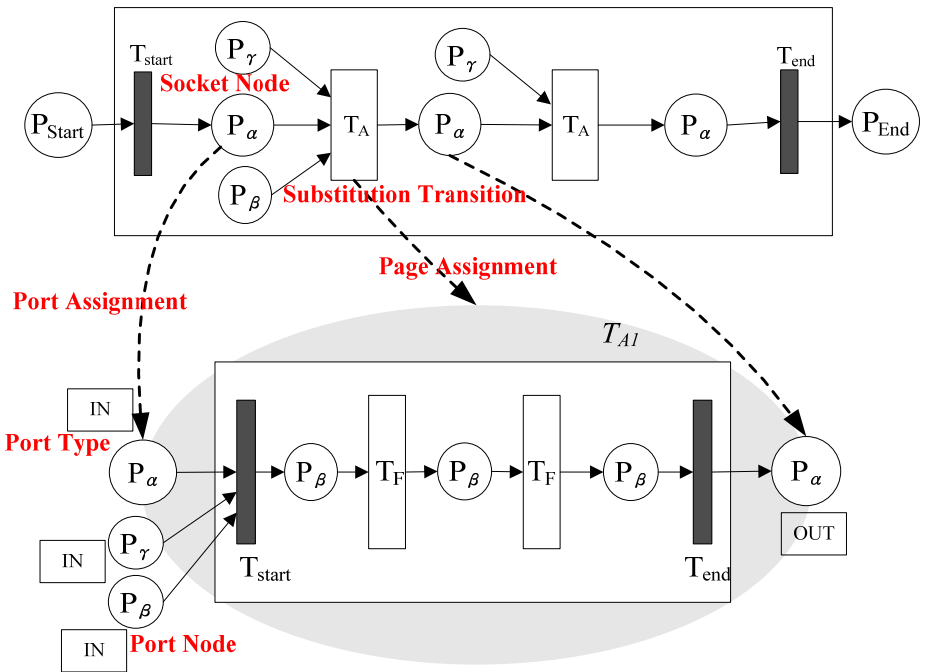 T_start
P_γ
P_γ
T_end
Socket Node
P_Start
P_α
T_A
P_α
T_A
P_α
P_End
P_β
Substitution Transition
Page Assignment
Port Assignment
T_A1
IN
Port Type
P_α
P_β
T_F
P_β
T_F
P_β
P_α
P_γ
IN
OUT
T_start
T_end
P_β
IN
Port Node